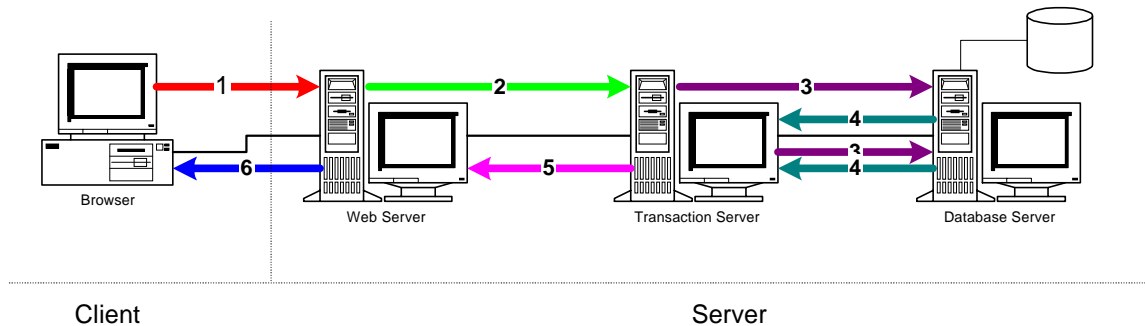 1
2
3
4
3
6
5
4
Browser
Web Server
Transaction Server
Database Server
Client
Server